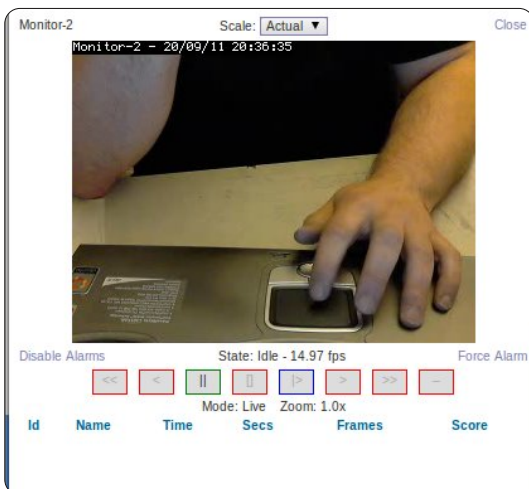 Monitor-2 Scale: Actual ▼ Close
Monitor-2 - 20/09/11 20:36:35
Disable Alarms State: Idle - 14.97 fps Force Alarm
<< < || [] |> > >> –
Mode: Live Zoom: 1.0x
Id Name Time Secs Frames Score